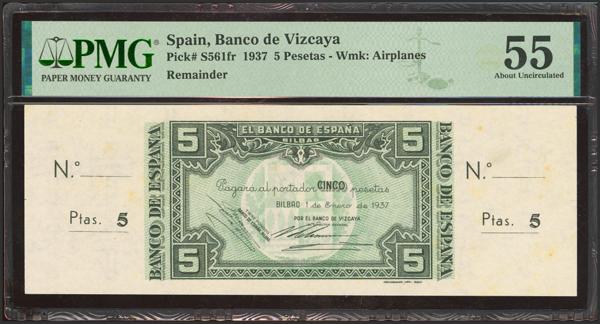 PMG
PAPER MONEY GUARANTY
Spain, Banco de Vizcaya
Pick# S561fr 1937 5 Pesetas - Wmk: Airplanes
Remainder
55
About Uncirculated
N.º
Ptas. 5
BANCO DE ESPAÑA
5 5
EL BANCO DE ESPAÑA
BILBAO
Pagará al portador CINCO pesetas
BILBAO 1 de Enero de 1937
POR EL BANCO DE VIZCAYA
5 5
BANCO DE ESPAÑA
N.º
Ptas. 5